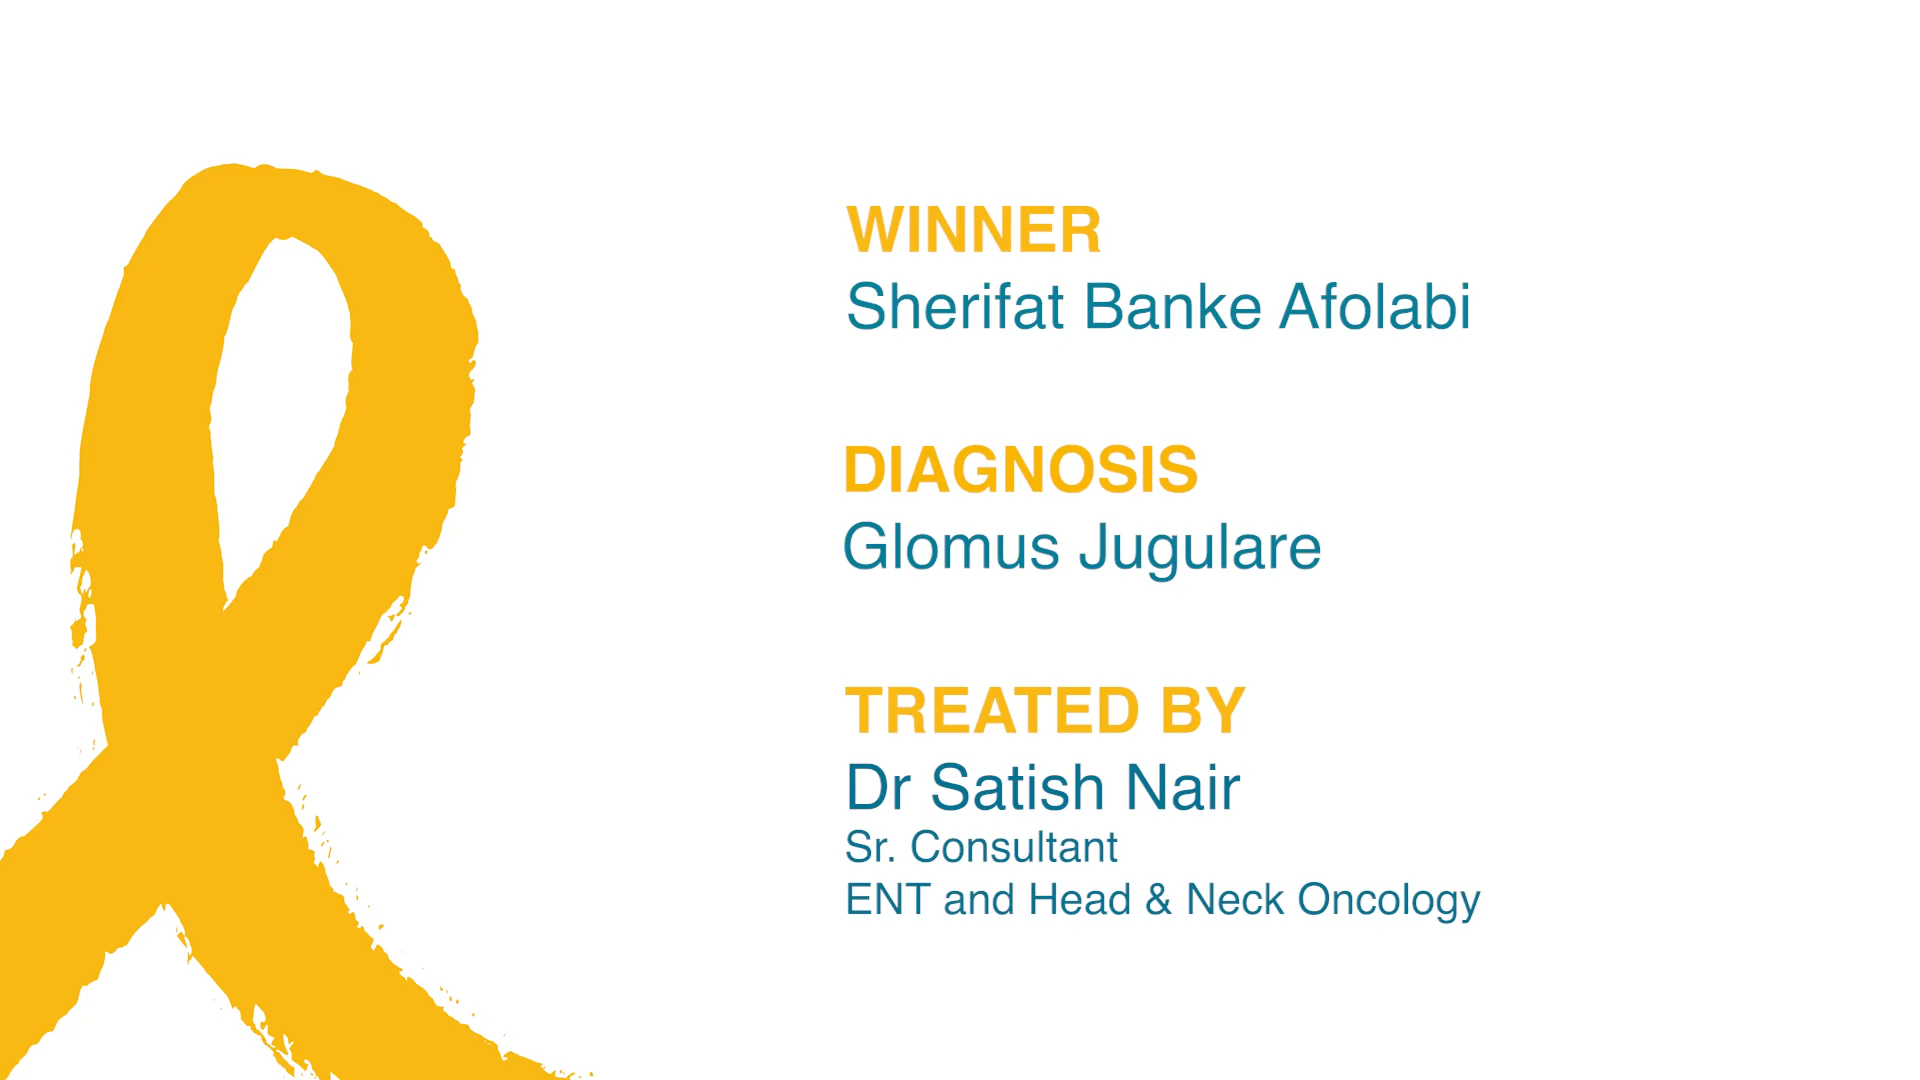 WINNER
Sherifat Banke Afolabi
DIAGNOSIS
Glomus Jugulare
TREATED BY
Dr Satish Nair
Sr. Consultant
ENT and Head & Neck Oncology